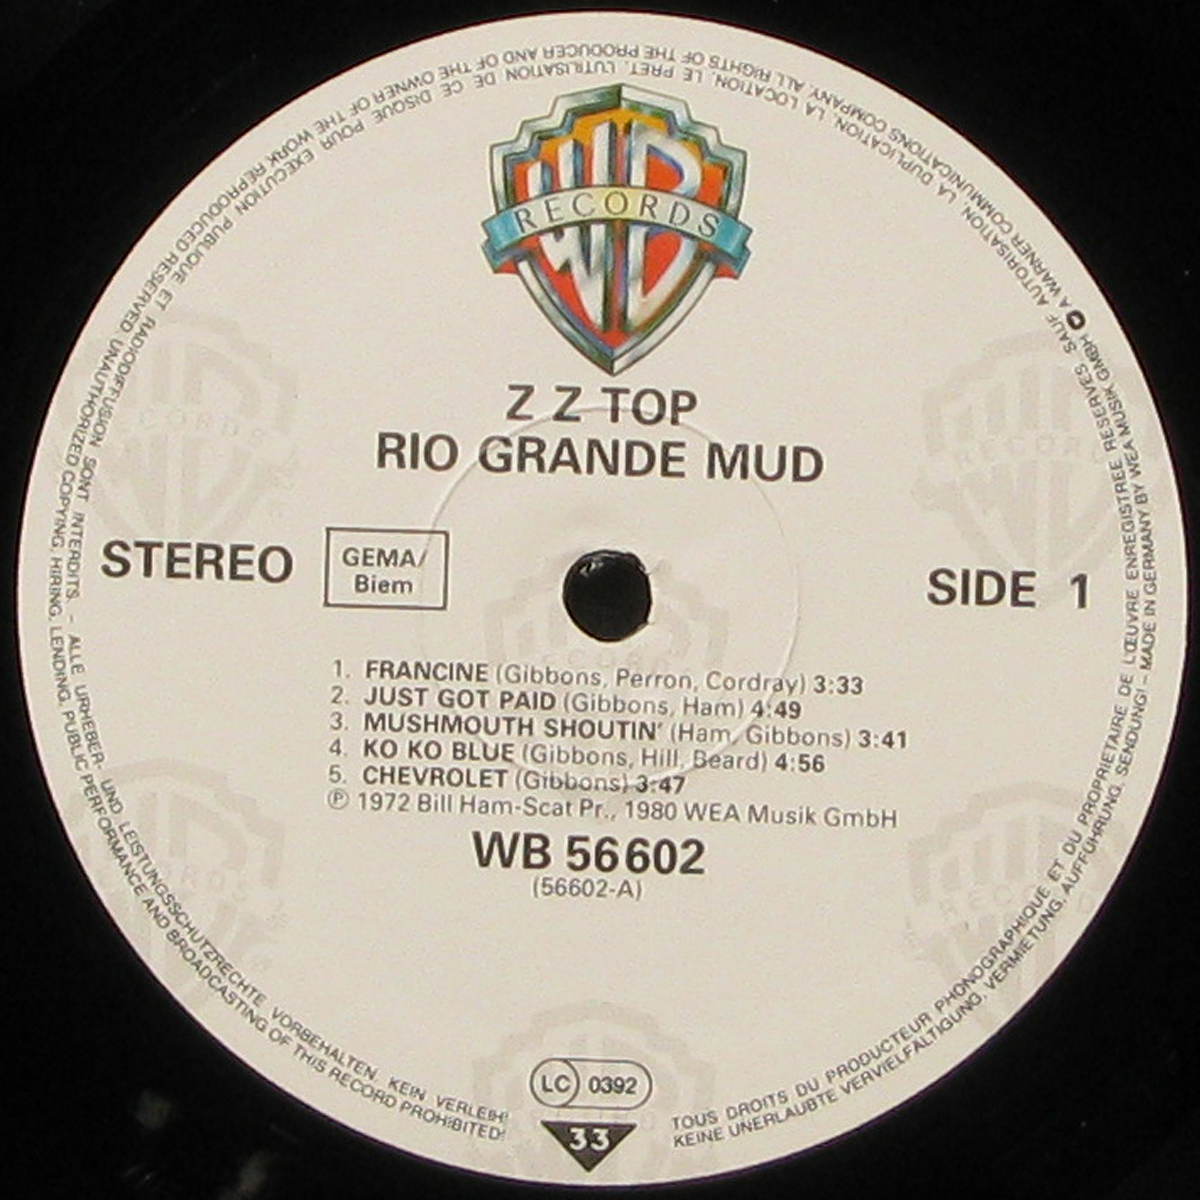 WB
RECORDS
Z Z TOP
RIO GRANDE MUD
STEREO
GEMA/
Biem
SIDE 1
1. FRANCINE (Gibbons, Perron, Cordray) 3:33
2. JUST GOT PAID (Gibbons, Ham) 4:49
3. MUSHMOUTH SHOUTIN' (Ham, Gibbons) 3:41
4. KO KO BLUE (Gibbons, Hill, Beard) 4:56
5. CHEVROLET (Gibbons) 3:47
℗ 1972 Bill Ham-Scat Pr., 1980 WEA Musik GmbH
WB 56602
(56602-A)
LC 0392
33
TOUS DROITS DU PRODUCTEUR PHONOGRAPHIQUE ET DU PROPRIETAIRE DE L'ŒUVRE ENREGISTREE RESERVES. SAUF AUTORISATION, LA DUPLICATION, LA LOCATION, LE PRET, L'UTILISATION DE CE DISQUE POUR EXECUTION PUBLIQUE ET RADIODIFFUSION SONT INTERDITS. – ALLE URHEBER- UND LEISTUNGSSCHUTZRECHTE VORBEHALTEN. KEIN VERLEIH!
KEINE UNERLAUBTE VERVIELFÄLTIGUNG, VERMIETUNG, AUFFÜHRUNG, SENDUNG! – MADE IN GERMANY BY WEA MUSIK GMBH A WARNER COMMUNICATIONS COMPANY. ALL RIGHTS OF THE PRODUCER AND OF THE OWNER OF THE WORK REPRODUCED RESERVED. UNAUTHORIZED COPYING, HIRING, LENDING, PUBLIC PERFORMANCE AND BROADCASTING OF THIS RECORD PROHIBITED!